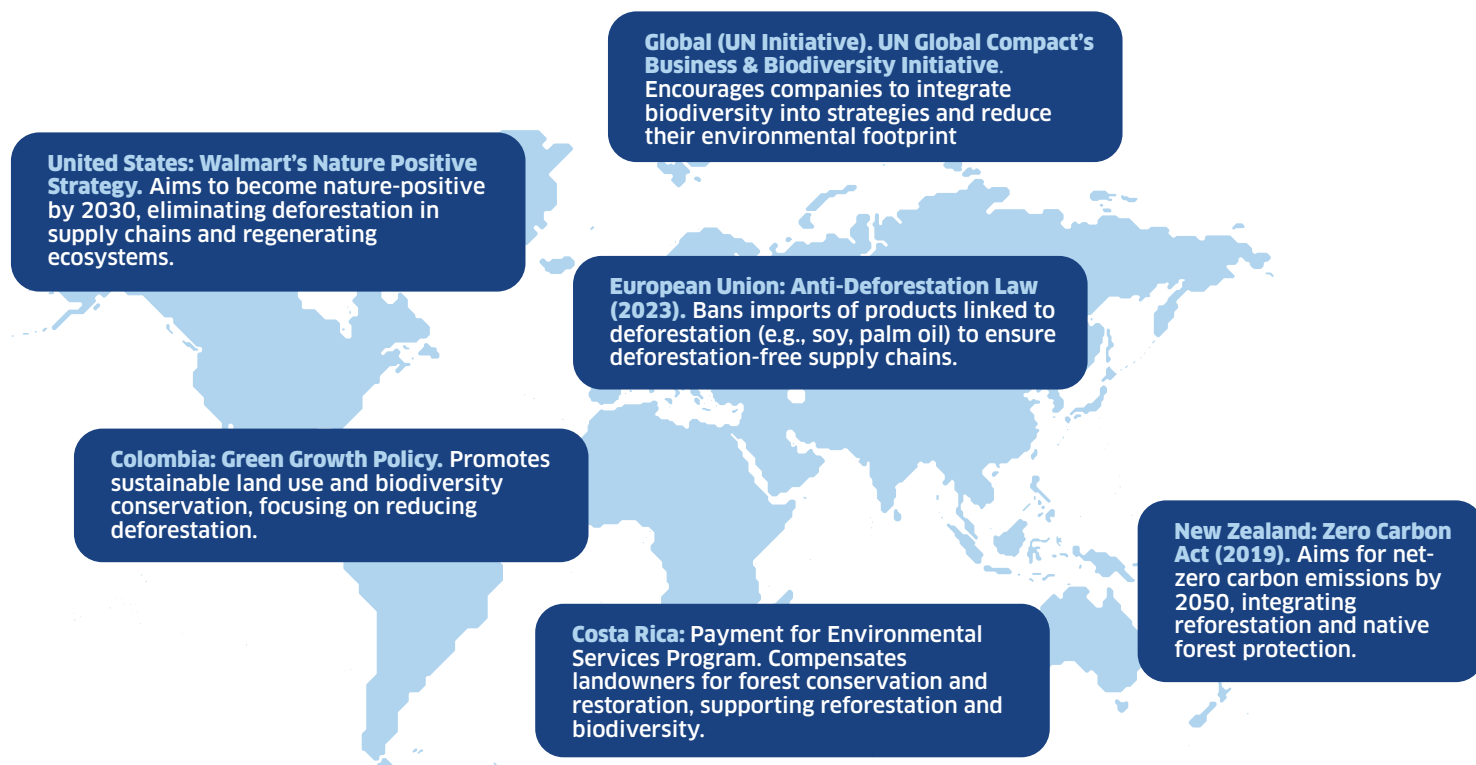 Global (UN Initiative). UN Global Compact's
Business & Biodiversity Initiative.
Encourages companies to integrate
biodiversity into strategies and reduce
their environmental footprint
United States: Walmart's Nature Positive
Strategy. Aims to become nature-positive
by 2030, eliminating deforestation in
supply chains and regenerating
ecosystems.
European Union: Anti-Deforestation Law
(2023). Bans imports of products linked to
deforestation (e.g., soy, palm oil) to ensure
deforestation-free supply chains.
Colombia: Green Growth Policy. Promotes
sustainable land use and biodiversity
conservation, focusing on reducing
deforestation.
New Zealand: Zero Carbon
Act (2019). Aims for net-
zero carbon emissions by
2050, integrating
reforestation and native
forest protection.
Costa Rica: Payment for Environmental
Services Program. Compensates
landowners for forest conservation and
restoration, supporting reforestation and
biodiversity.